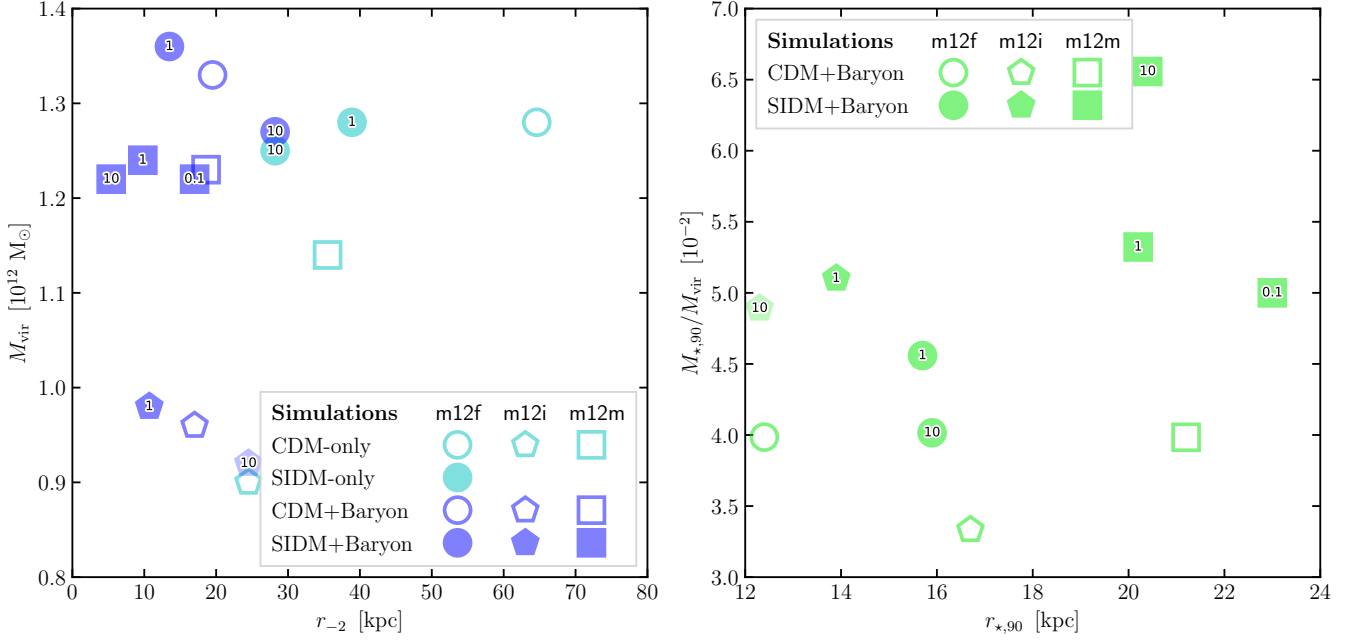 1.4
1.3
1.2
1.1
1.0
0.9
0.8
M_vir [10^12 M_⊙]
1
10
1
10
10
1
0.1
1
10
Simulations m12f m12i m12m
CDM-only
SIDM-only
CDM+Baryon
SIDM+Baryon
0 10 20 30 40 50 60 70 80
r_−2 [kpc]
7.0
6.5
6.0
5.5
5.0
4.5
4.0
3.5
3.0
M_⋆,90/M_vir [10^−2]
Simulations m12f m12i m12m
CDM+Baryon
SIDM+Baryon
10
1
1
0.1
10
1
10
12 14 16 18 20 22 24
r_⋆,90 [kpc]